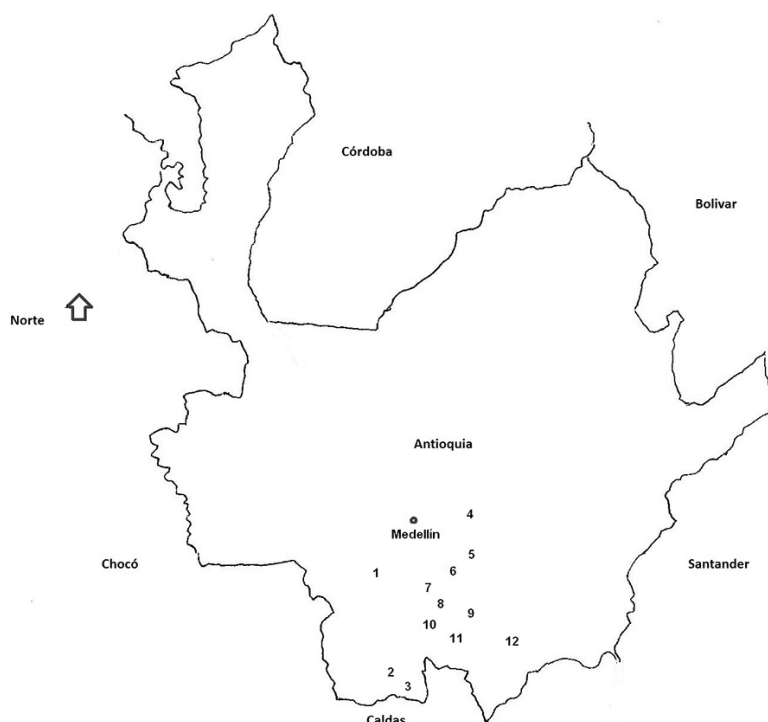 Córdoba
Bolivar
Norte
Antioquia
4
Medellín
5
Chocó
Santander
1
6
7
8
9
10
11
12
2
3
Caldas